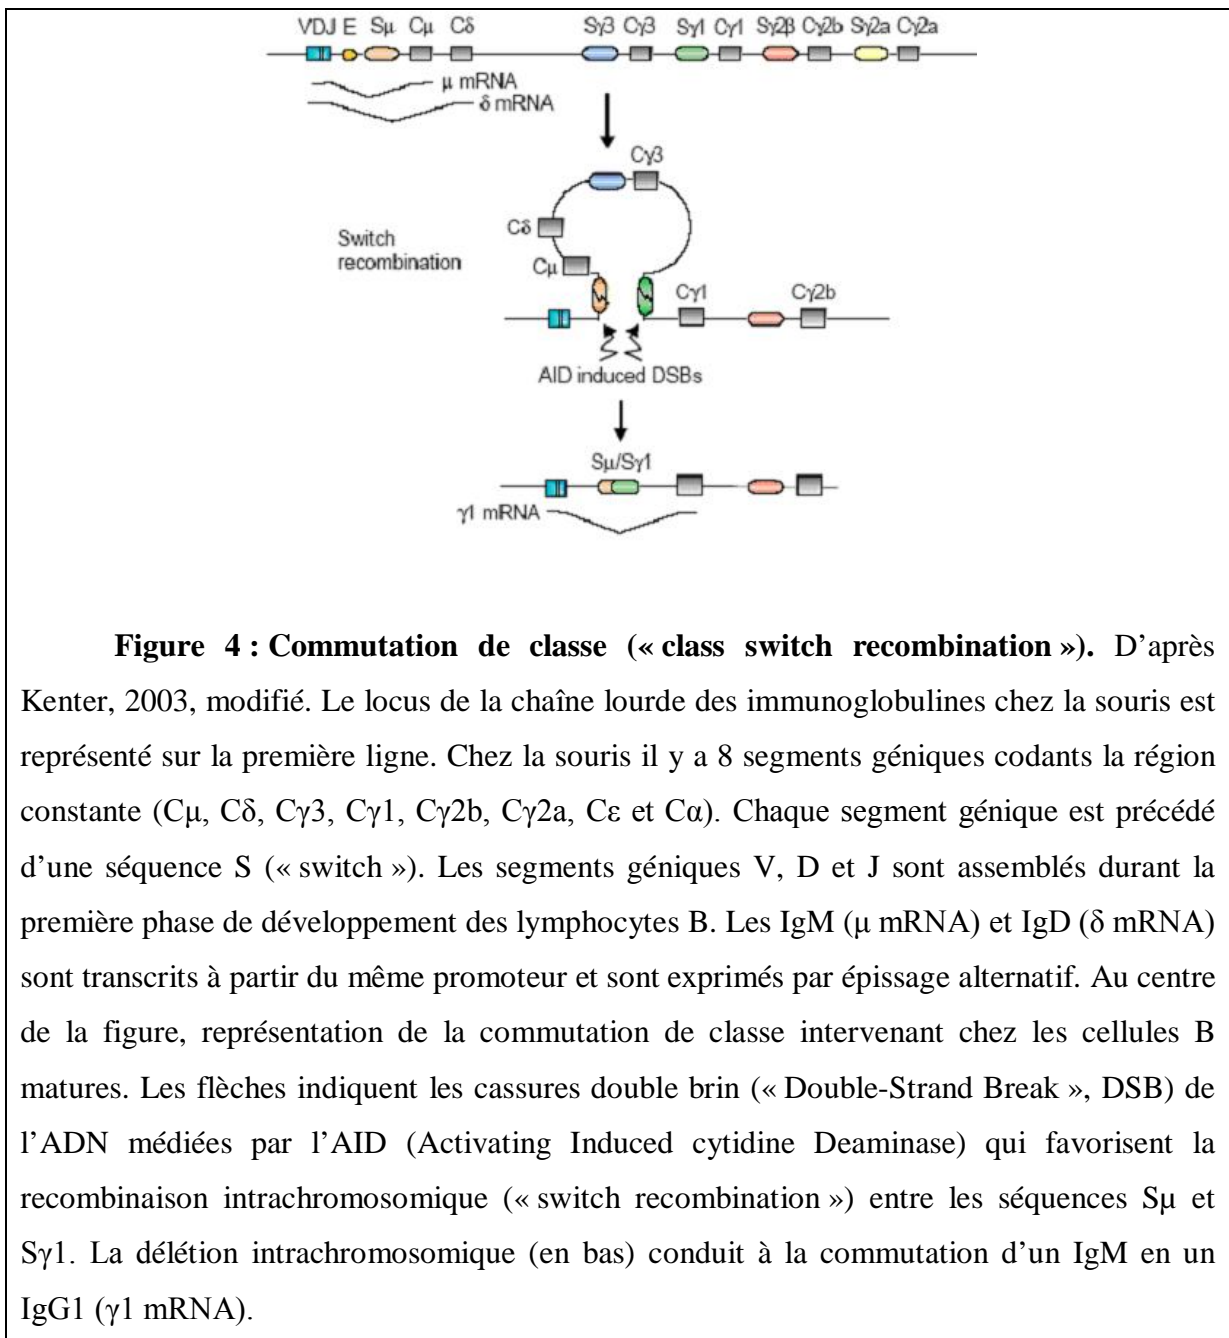 VDJ E Sμ Cμ Cδ Sγ3 Cγ3 Sγ1 Cγ1 Sγ2β Cγ2b Sγ2a Cγ2a
μ mRNA
δ mRNA
Cγ3
Cδ
Switch
recombination
Cμ
Cγ1 Cγ2b
AID induced DSBs
Sμ/Sγ1
γ1 mRNA
Figure 4 : Commutation de classe (« class switch recombination »). D’après
Kenter, 2003, modifié. Le locus de la chaîne lourde des immunoglobulines chez la souris est
représenté sur la première ligne. Chez la souris il y a 8 segments géniques codants la région
constante (Cμ, Cδ, Cγ3, Cγ1, Cγ2b, Cγ2a, Cε et Cα). Chaque segment génique est précédé
d’une séquence S (« switch »). Les segments géniques V, D et J sont assemblés durant la
première phase de développement des lymphocytes B. Les IgM (μ mRNA) et IgD (δ mRNA)
sont transcrits à partir du même promoteur et sont exprimés par épissage alternatif. Au centre
de la figure, représentation de la commutation de classe intervenant chez les cellules B
matures. Les flèches indiquent les cassures double brin (« Double-Strand Break », DSB) de
l’ADN médiées par l’AID (Activating Induced cytidine Deaminase) qui favorisent la
recombinaison intrachromosomique (« switch recombination ») entre les séquences Sμ et
Sγ1. La délétion intrachromosomique (en bas) conduit à la commutation d’un IgM en un
IgG1 (γ1 mRNA).